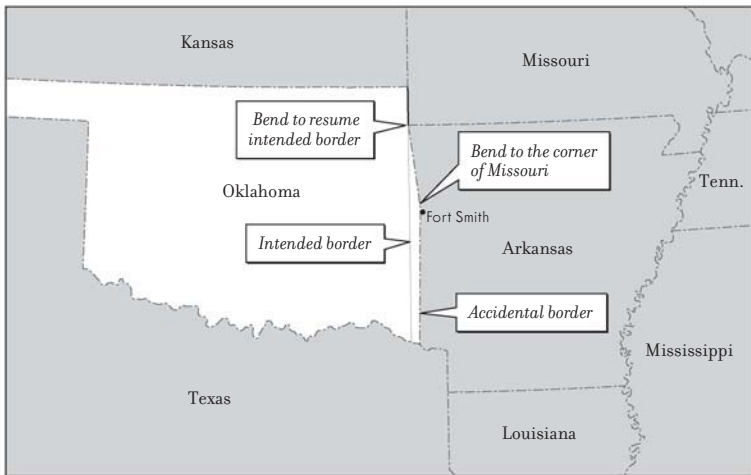 Kansas
Missouri
Bend to resume
intended border
Bend to the corner
of Missouri
Tenn.
Oklahoma
Fort Smith
Intended border
Arkansas
Accidental border
Mississippi
Texas
Louisiana